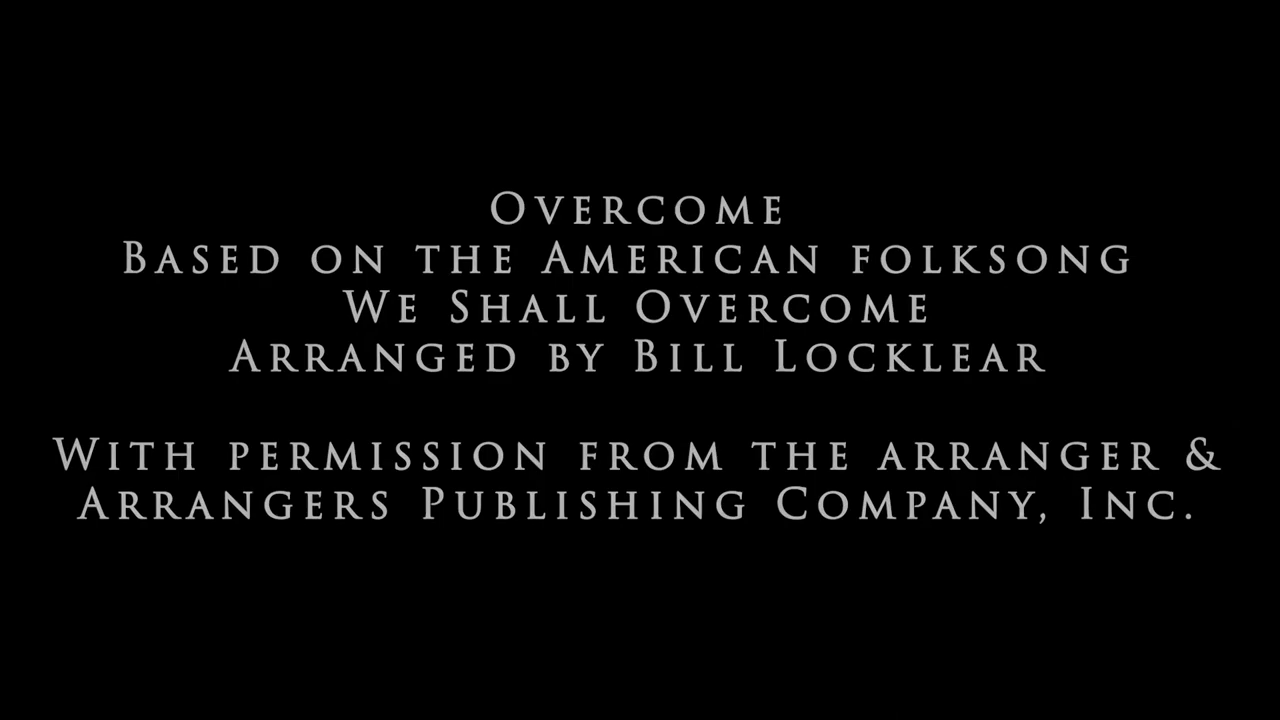 Overcome
Based on the American folksong
We Shall Overcome
Arranged by Bill Locklear
With permission from the arranger &
Arrangers Publishing Company, Inc.